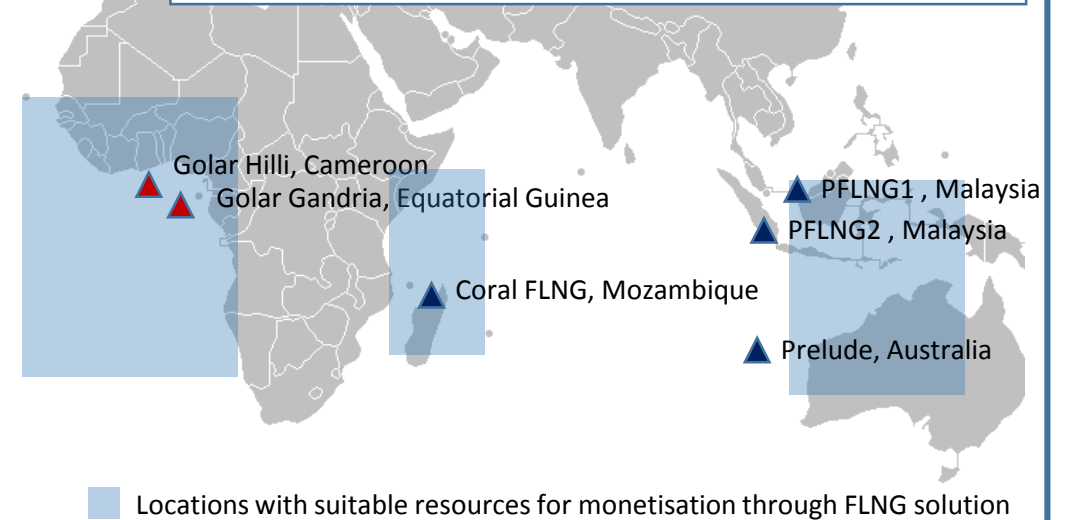 Golar Hilli, Cameroon
Golar Gandria, Equatorial Guinea
PFLNG1 , Malaysia
PFLNG2 , Malaysia
Coral FLNG, Mozambique
Prelude, Australia
Locations with suitable resources for monetisation through FLNG solution